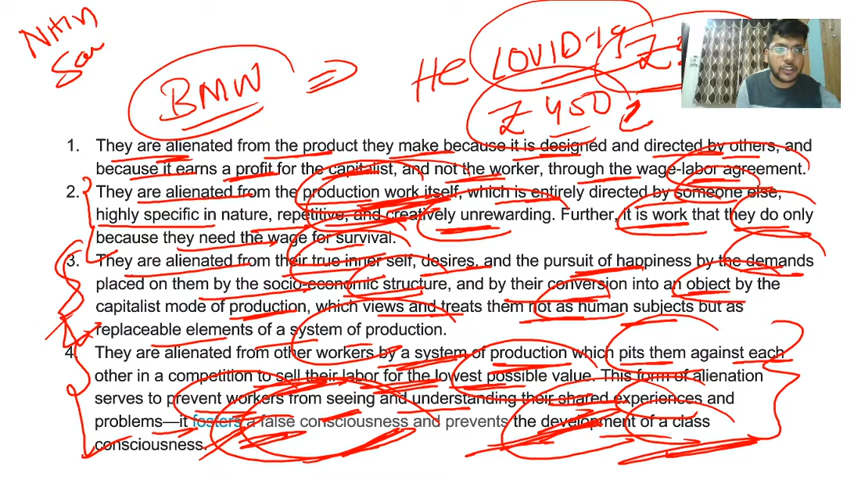 Nitin
BMW ⇒ He COVID-19
Z 450
1. They are alienated from the product they make because it is designed and directed by others, and
because it earns a profit for the capitalist, and not the worker, through the wage-labor agreement.
2. They are alienated from the production work itself, which is entirely directed by someone else,
highly specific in nature, repetitive, and creatively unrewarding. Further, it is work that they do only
because they need the wage for survival.
3. They are alienated from their true inner self, desires, and the pursuit of happiness by the demands
placed on them by the socio-economic structure, and by their conversion into an object by the
capitalist mode of production, which views and treats them not as human subjects but as
replaceable elements of a system of production.
4. They are alienated from other workers by a system of production which pits them against each
other in a competition to sell their labor for the lowest possible value. This form of alienation
serves to prevent workers from seeing and understanding their shared experiences and
problems—it fosters a false consciousness and prevents the development of a class
consciousness.